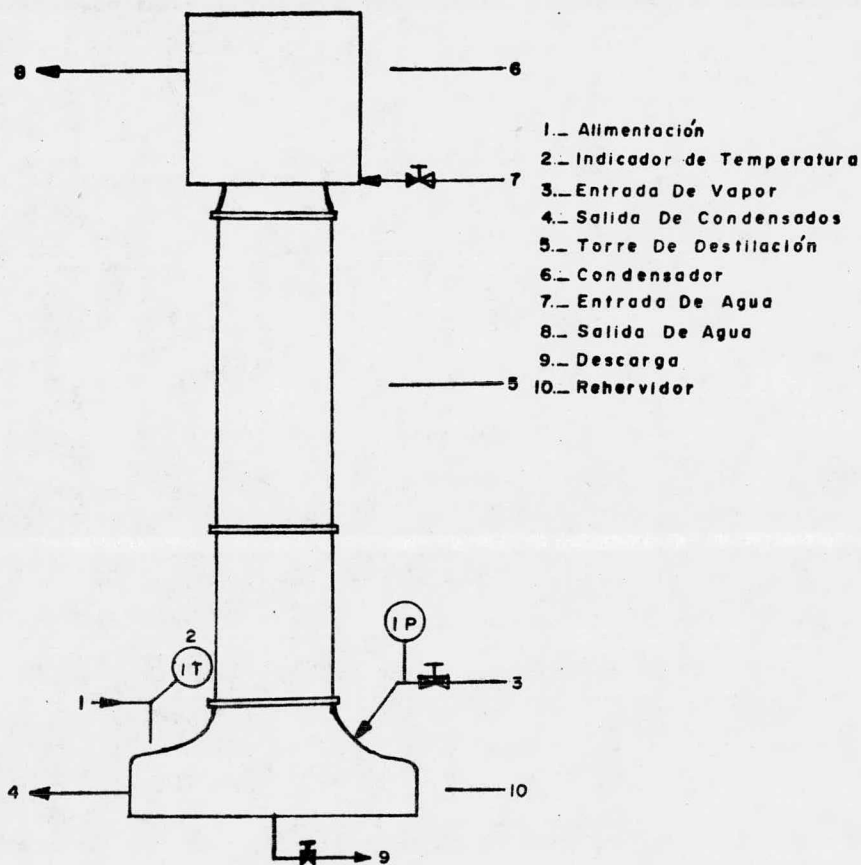 8
6
7
1._ Alimentación
2._ Indicador de Temperatura
3._ Entrada De Vapor
4._ Salida De Condensados
5._ Torre De Destilación
6._ Condensador
7._ Entrada De Agua
8._ Salida De Agua
9._ Descarga
10._ Rehervidor
5
2
IT
IP
1
3
4
10
9